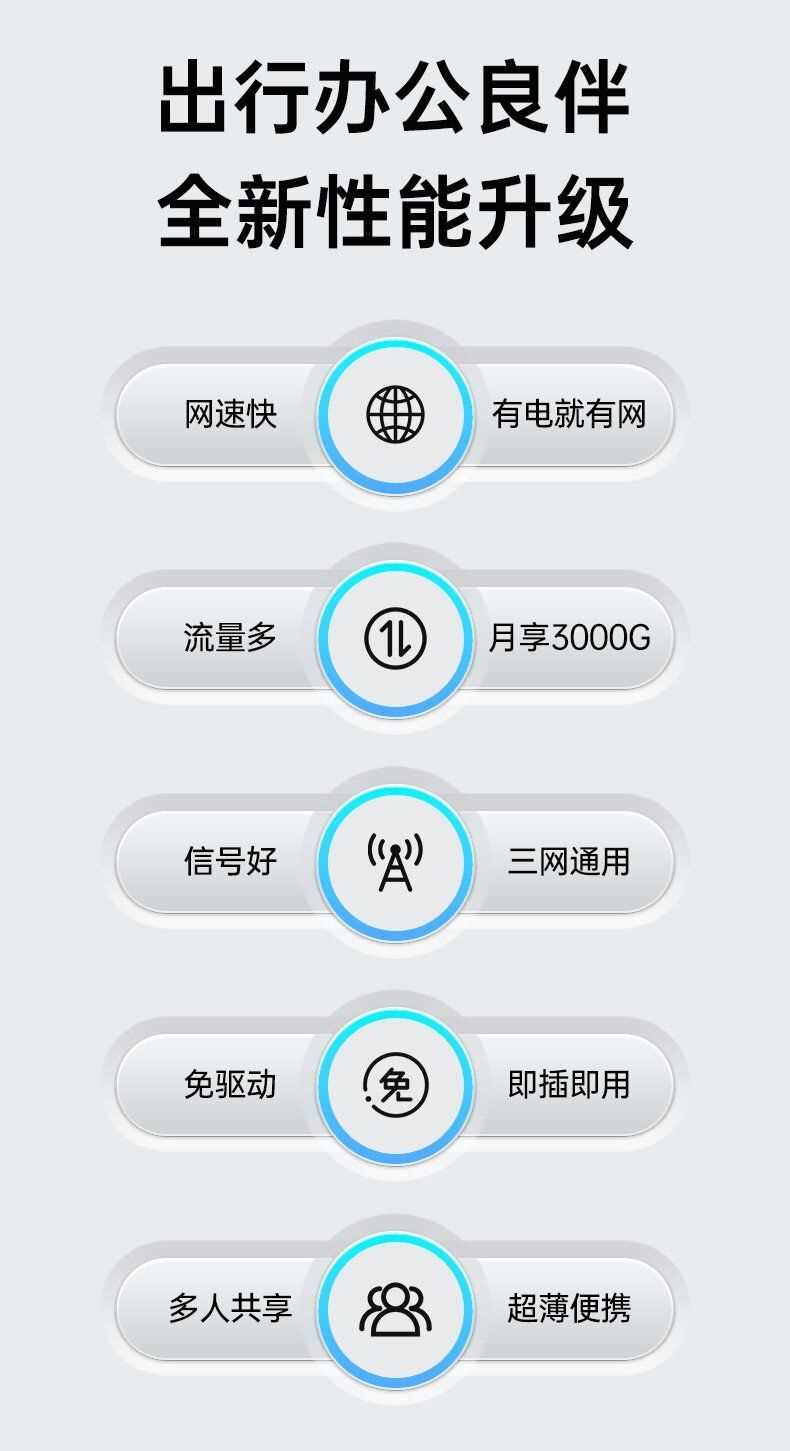 出行办公良伴
全新性能升级
网速快 有电就有网
流量多 月享3000G
信号好 三网通用
免驱动 免 即插即用
多人共享 超薄便携